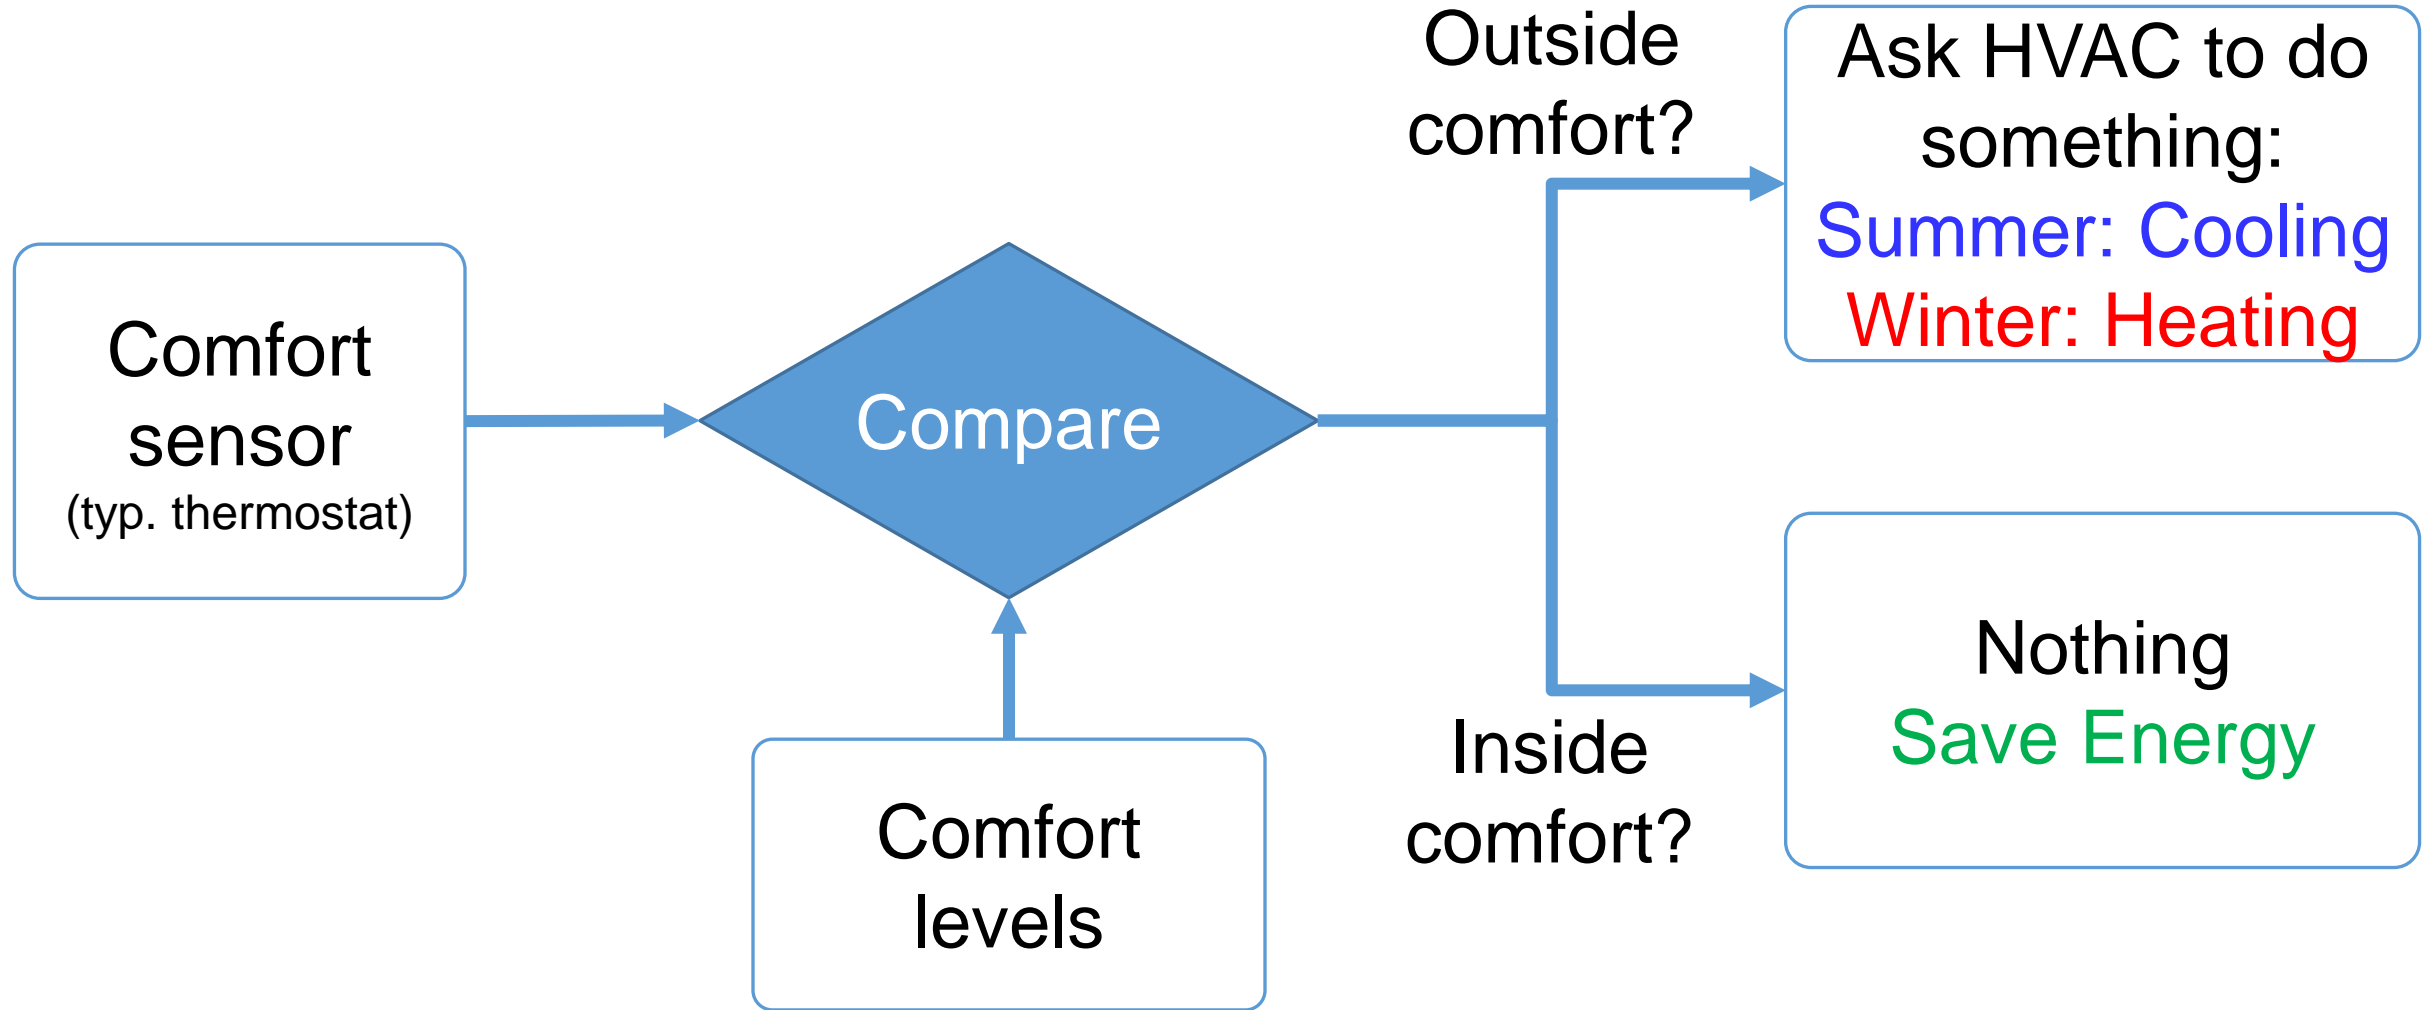 Comfort
sensor
(typ. thermostat)
Compare
Comfort
levels
Outside
comfort?
Ask HVAC to do
something:
Summer: Cooling
Winter: Heating
Inside
comfort?
Nothing
Save Energy